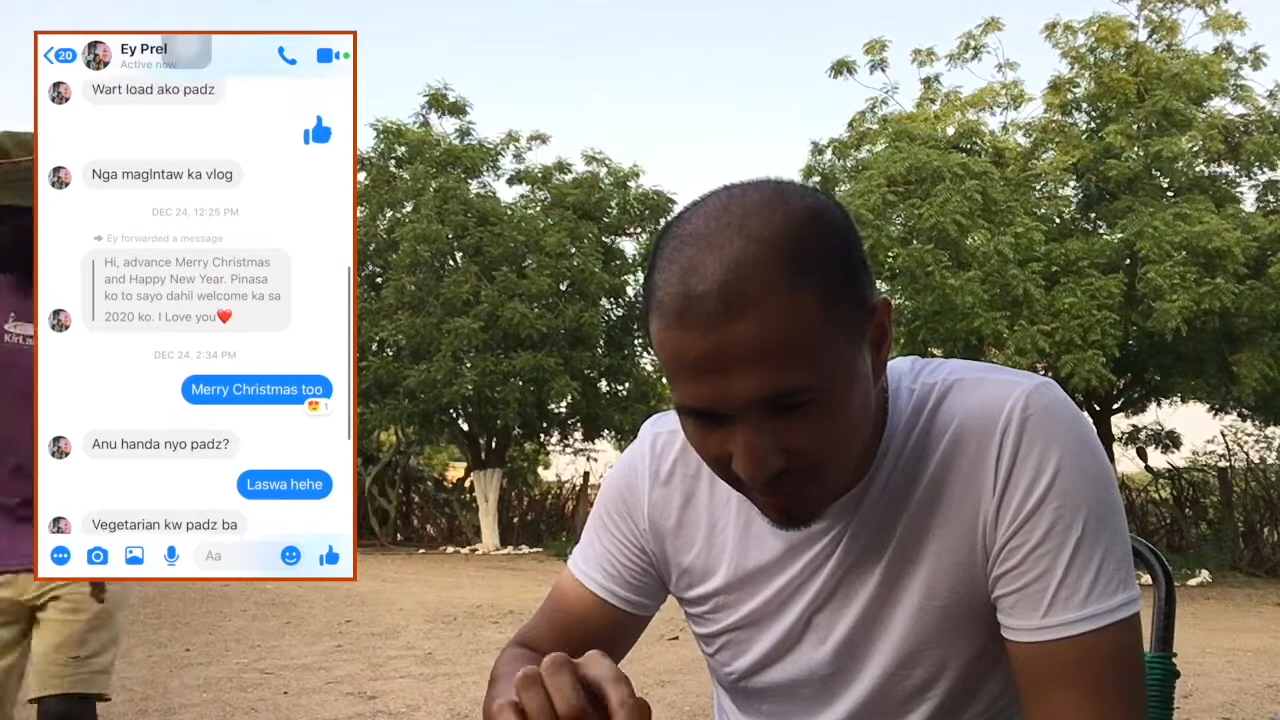 20
Ey Prel
Active now
Wart load ako padz
Nga magIntaw ka vlog
DEC 24, 12:25 PM
Ey forwarded a message
Hi, advance Merry Christmas
and Happy New Year. Pinasa
ko to sayo dahil welcome ka sa
2020 ko. I Love you❤️
DEC 24, 2:34 PM
Merry Christmas too
😍 1
Anu handa nyo padz?
Laswa hehe
Vegetarian kw padz ba
Aa